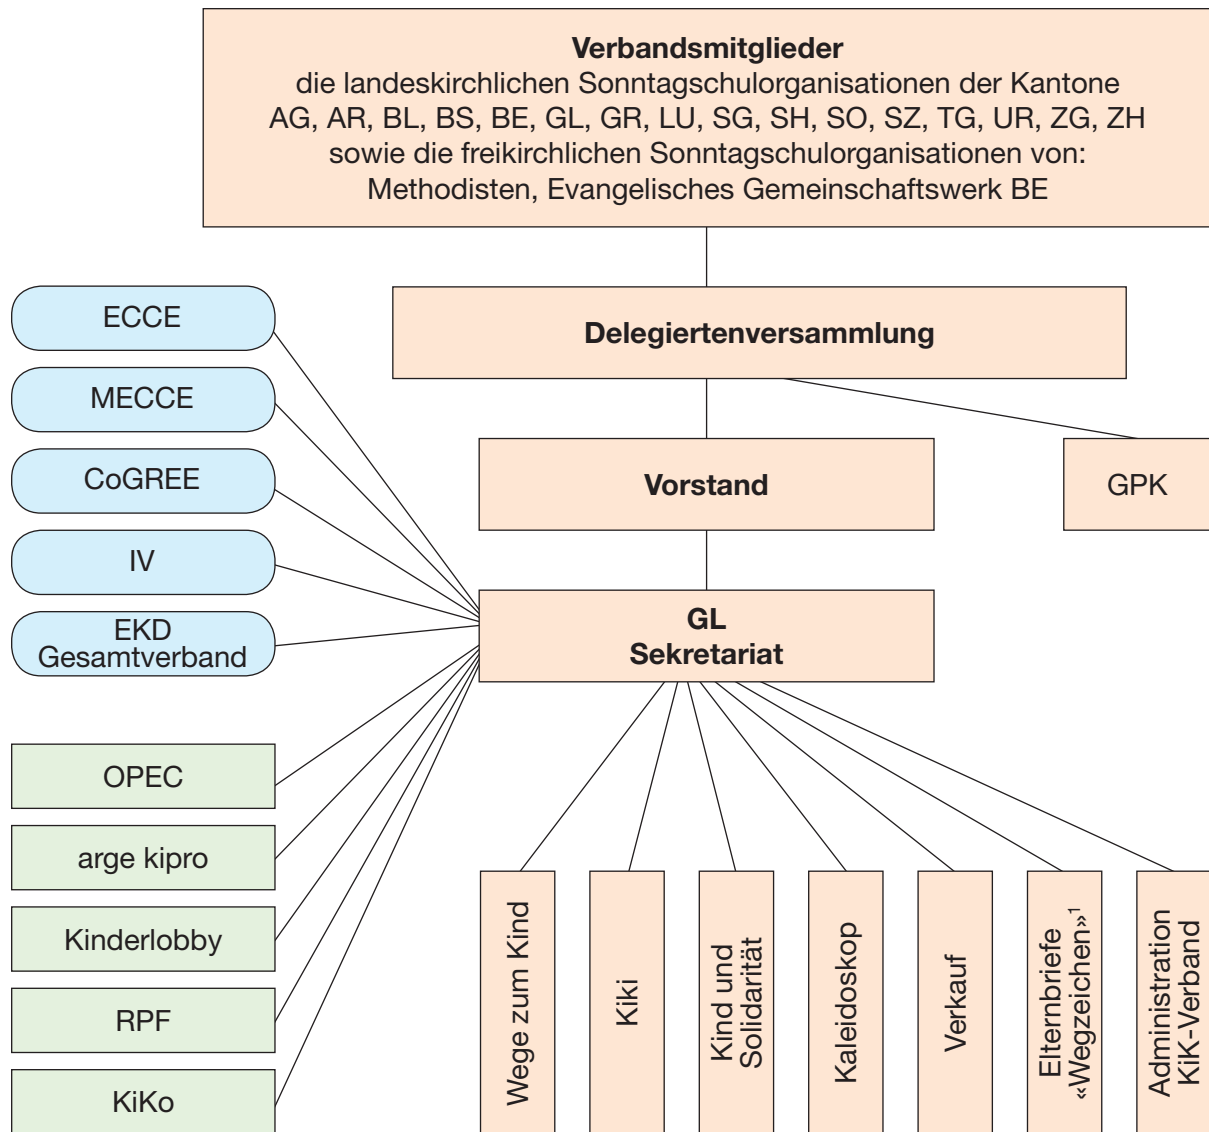 Verbandsmitglieder
die landeskirchlichen Sonntagschulorganisationen der Kantone
AG, AR, BL, BS, BE, GL, GR, LU, SG, SH, SO, SZ, TG, UR, ZG, ZH
sowie die freikirchlichen Sonntagschulorganisationen von:
Methodisten, Evangelisches Gemeinschaftswerk BE
Delegiertenversammlung
Vorstand
GPK
GL
Sekretariat
ECCE
MECCE
CoGREE
IV
EKD
Gesamtverband
OPEC
arge kipro
Kinderlobby
RPF
KiKo
Wege zum Kind
Kiki
Kind und
Solidarität
Kaleidoskop
Verkauf
Elternbriefe
«Wegzeichen»¹
Administration
KiK-Verband